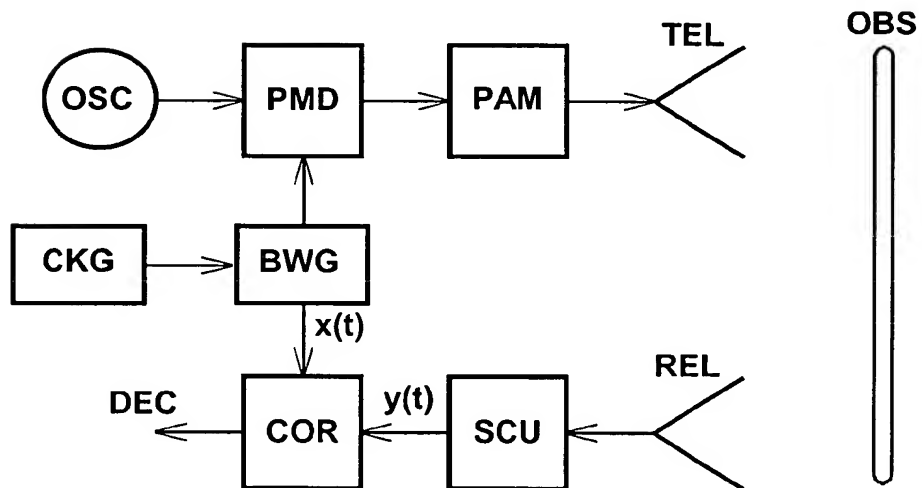 OBS
TEL
OSC
PMD
PAM
CKG
BWG
x(t)
REL
DEC
y(t)
COR
SCU